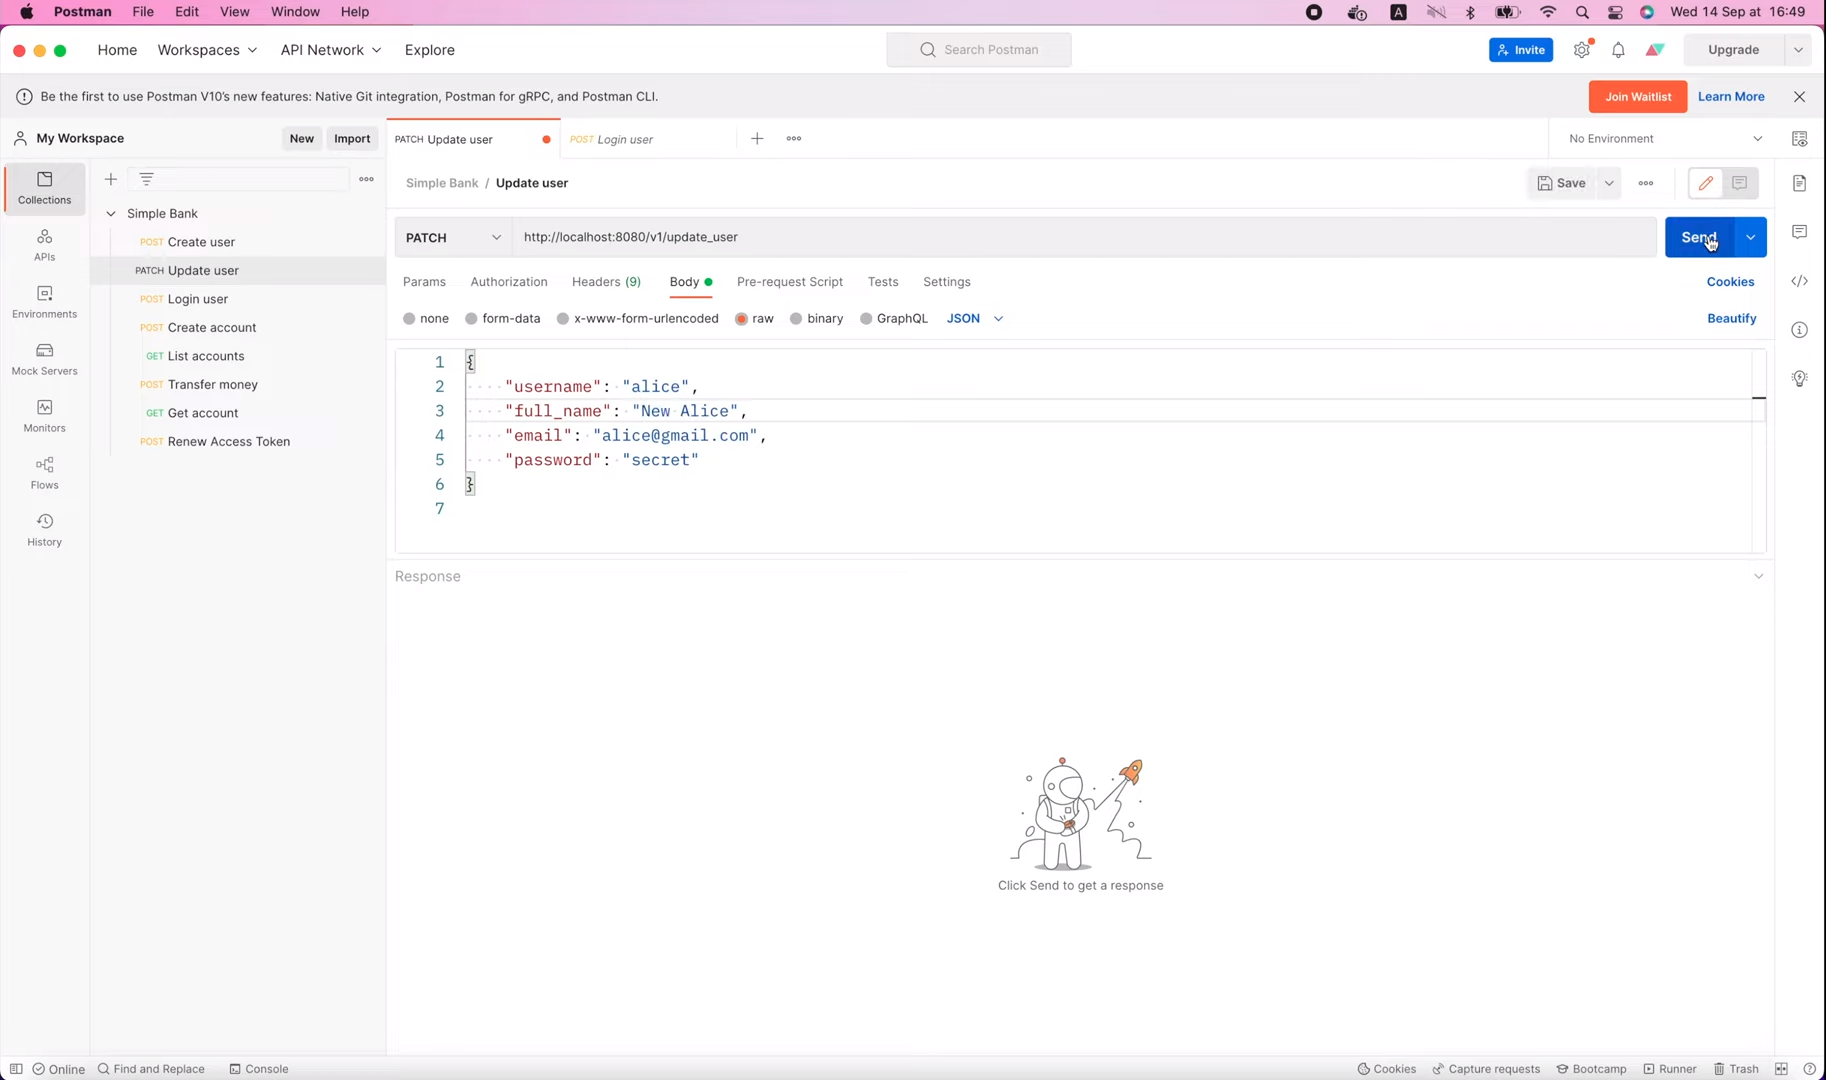 Postman File Edit View Window Help
A Wed 14 Sep at 16:49
Home Workspaces API Network Explore
Search Postman
Invite Upgrade
Be the first to use Postman V10's new features: Native Git integration, Postman for gRPC, and Postman CLI.
Join Waitlist Learn More
My Workspace New Import
PATCH Update user POST Login user
No Environment
Collections
APIs
Environments
Mock Servers
Monitors
Flows
History
Simple Bank
POST Create user
PATCH Update user
POST Login user
POST Create account
GET List accounts
POST Transfer money
GET Get account
POST Renew Access Token
Simple Bank / Update user
Save
PATCH http://localhost:8080/v1/update_user Send
Params Authorization Headers (9) Body Pre-request Script Tests Settings Cookies
none form-data x-www-form-urlencoded raw binary GraphQL JSON Beautify
1 {
2 "username": "alice",
3 "full_name": "New Alice",
4 "email": "alice@gmail.com",
5 "password": "secret"
6 }
7
Response
Click Send to get a response
Online Find and Replace Console
Cookies Capture requests Bootcamp Runner Trash